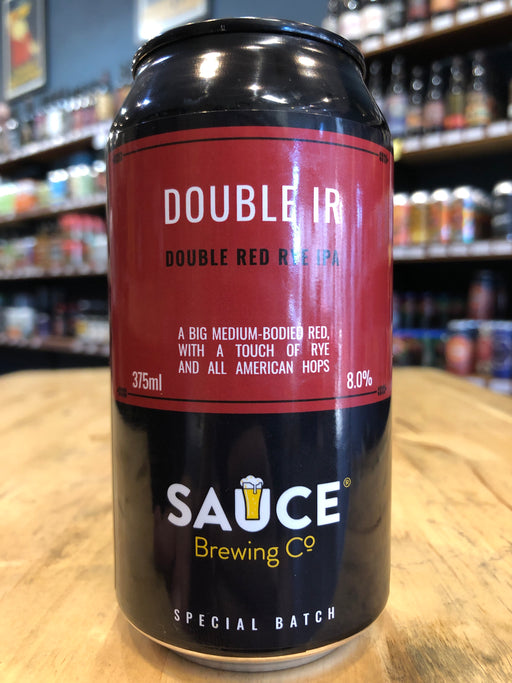 DOUBLE IR
DOUBLE RED RYE IPA
A BIG MEDIUM-BODIED RED,
WITH A TOUCH OF RYE
AND ALL AMERICAN HOPS
375ml
8.0%
SAUCE®
Brewing Co
SPECIAL BATCH